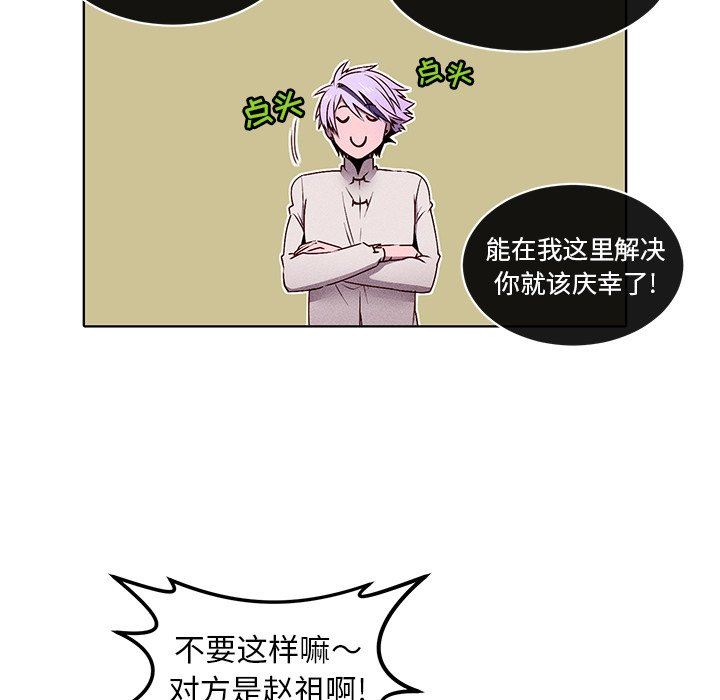 点头
点头
能在我这里解决
你就该庆幸了!
不要这样嘛～
对方是赵祖啊!